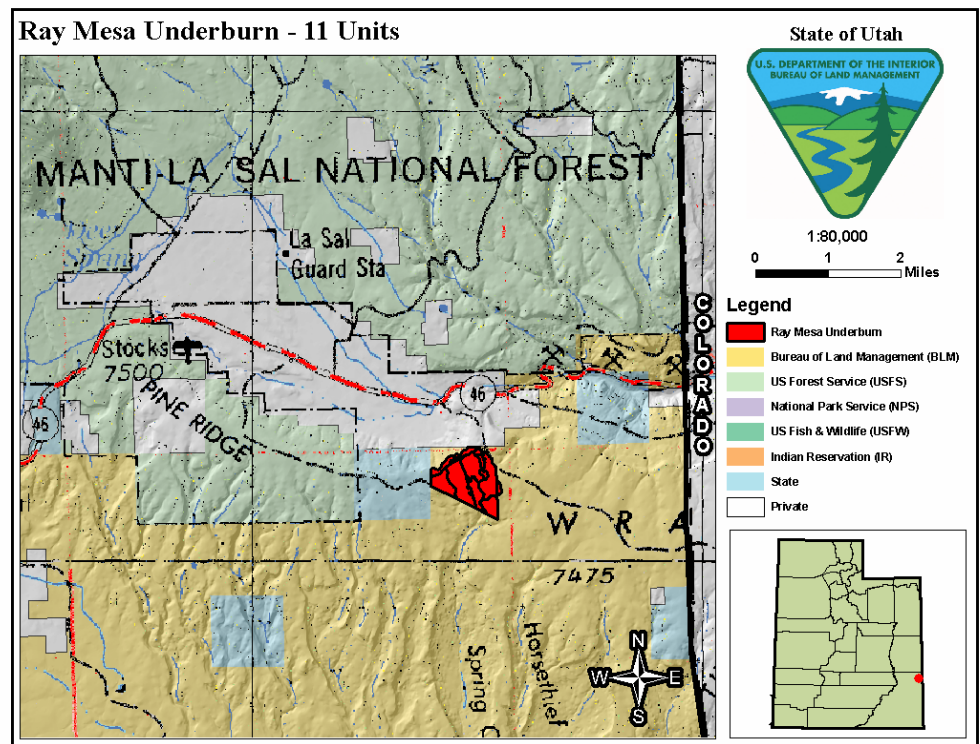 Ray Mesa Underburn - 11 Units
MANTI-LA SAL NATIONAL FOREST
Deer
Spring
La Sal
Guard Sta
Stocks
7500
PINE RIDGE
46
46
COLORADO
W R A
7475
Spring
Horsethief
N
W E
S
State of Utah
U.S. DEPARTMENT OF THE INTERIOR
BUREAU OF LAND MANAGEMENT
1:80,000
0 1 2
Miles
Legend
Ray Mesa Underburn
Bureau of Land Management (BLM)
US Forest Service (USFS)
National Park Service (NPS)
US Fish & Wildlife (USFW)
Indian Reservation (IR)
State
Private